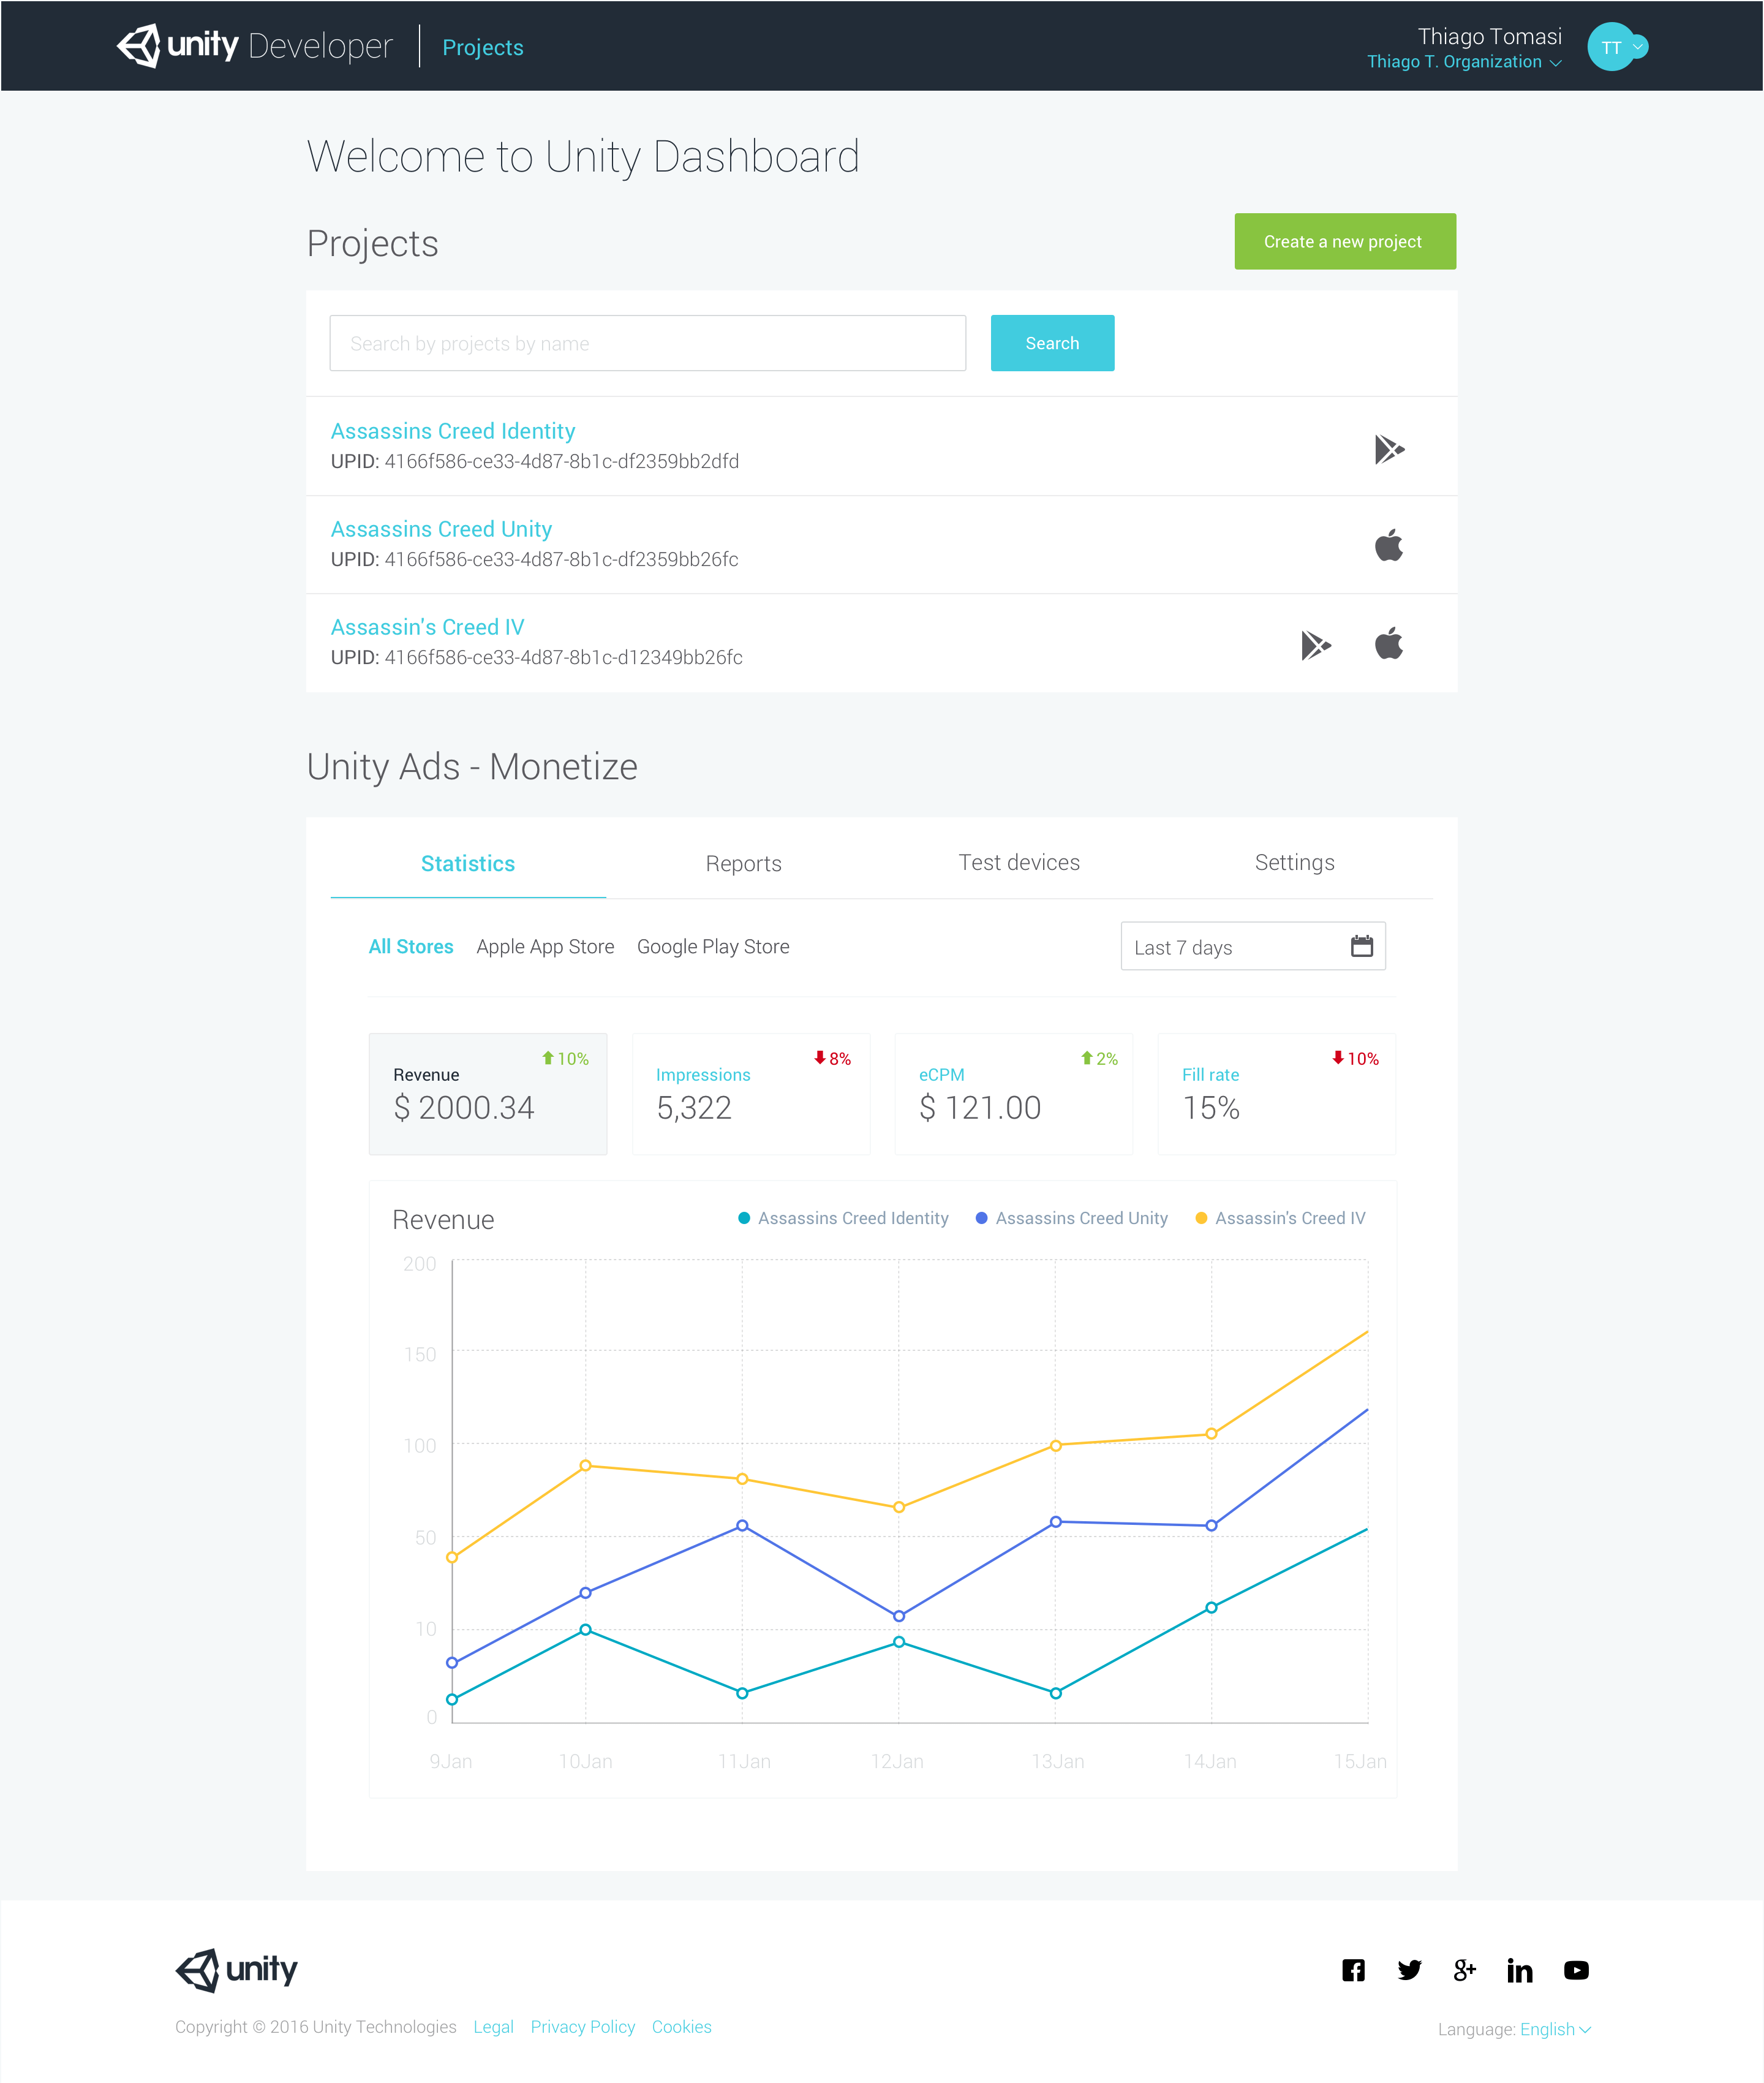 unity Developer Projects
Thiago Tomasi
Thiago T. Organization
TT
Welcome to Unity Dashboard
Projects
Create a new project
Search by projects by name
Search
Assassins Creed Identity
UPID: 4166f586-ce33-4d87-8b1c-df2359bb2dfd
Assassins Creed Unity
UPID: 4166f586-ce33-4d87-8b1c-df2359bb26fc
Assassin's Creed IV
UPID: 4166f586-ce33-4d87-8b1c-d12349bb26fc
Unity Ads - Monetize
Statistics Reports Test devices Settings
All Stores Apple App Store Google Play Store Last 7 days
10%
Revenue
$ 2000.34
8%
Impressions
5,322
2%
eCPM
$ 121.00
10%
Fill rate
15%
Revenue
Assassins Creed Identity Assassins Creed Unity Assassin's Creed IV
200
150
100
50
10
0
9Jan 10Jan 11Jan 12Jan 13Jan 14Jan 15Jan
unity
Copyright © 2016 Unity Technologies Legal Privacy Policy Cookies
Language: English